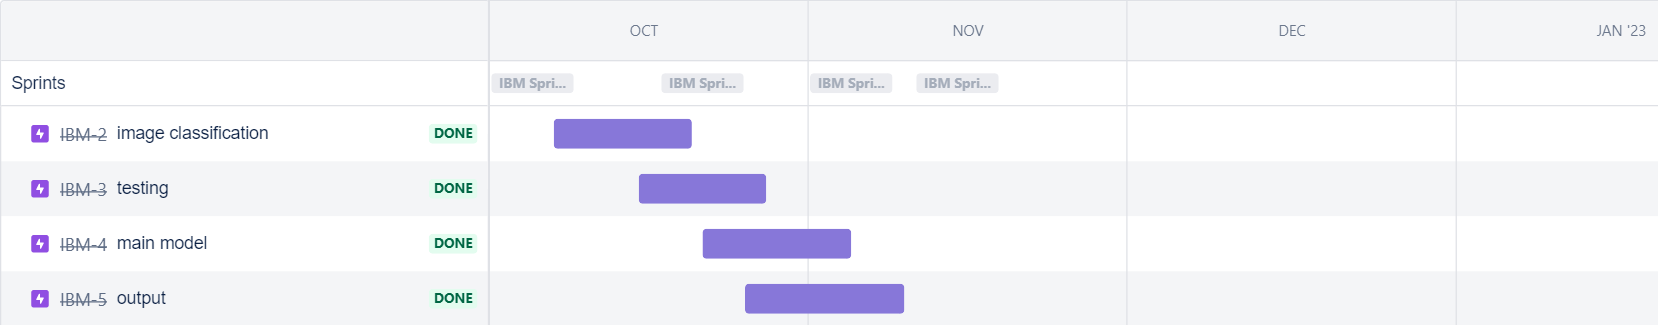 OCT NOV DEC JAN '23
Sprints IBM Spri... IBM Spri... IBM Spri... IBM Spri...
IBM-2 image classification DONE
IBM-3 testing DONE
IBM-4 main model DONE
IBM-5 output DONE